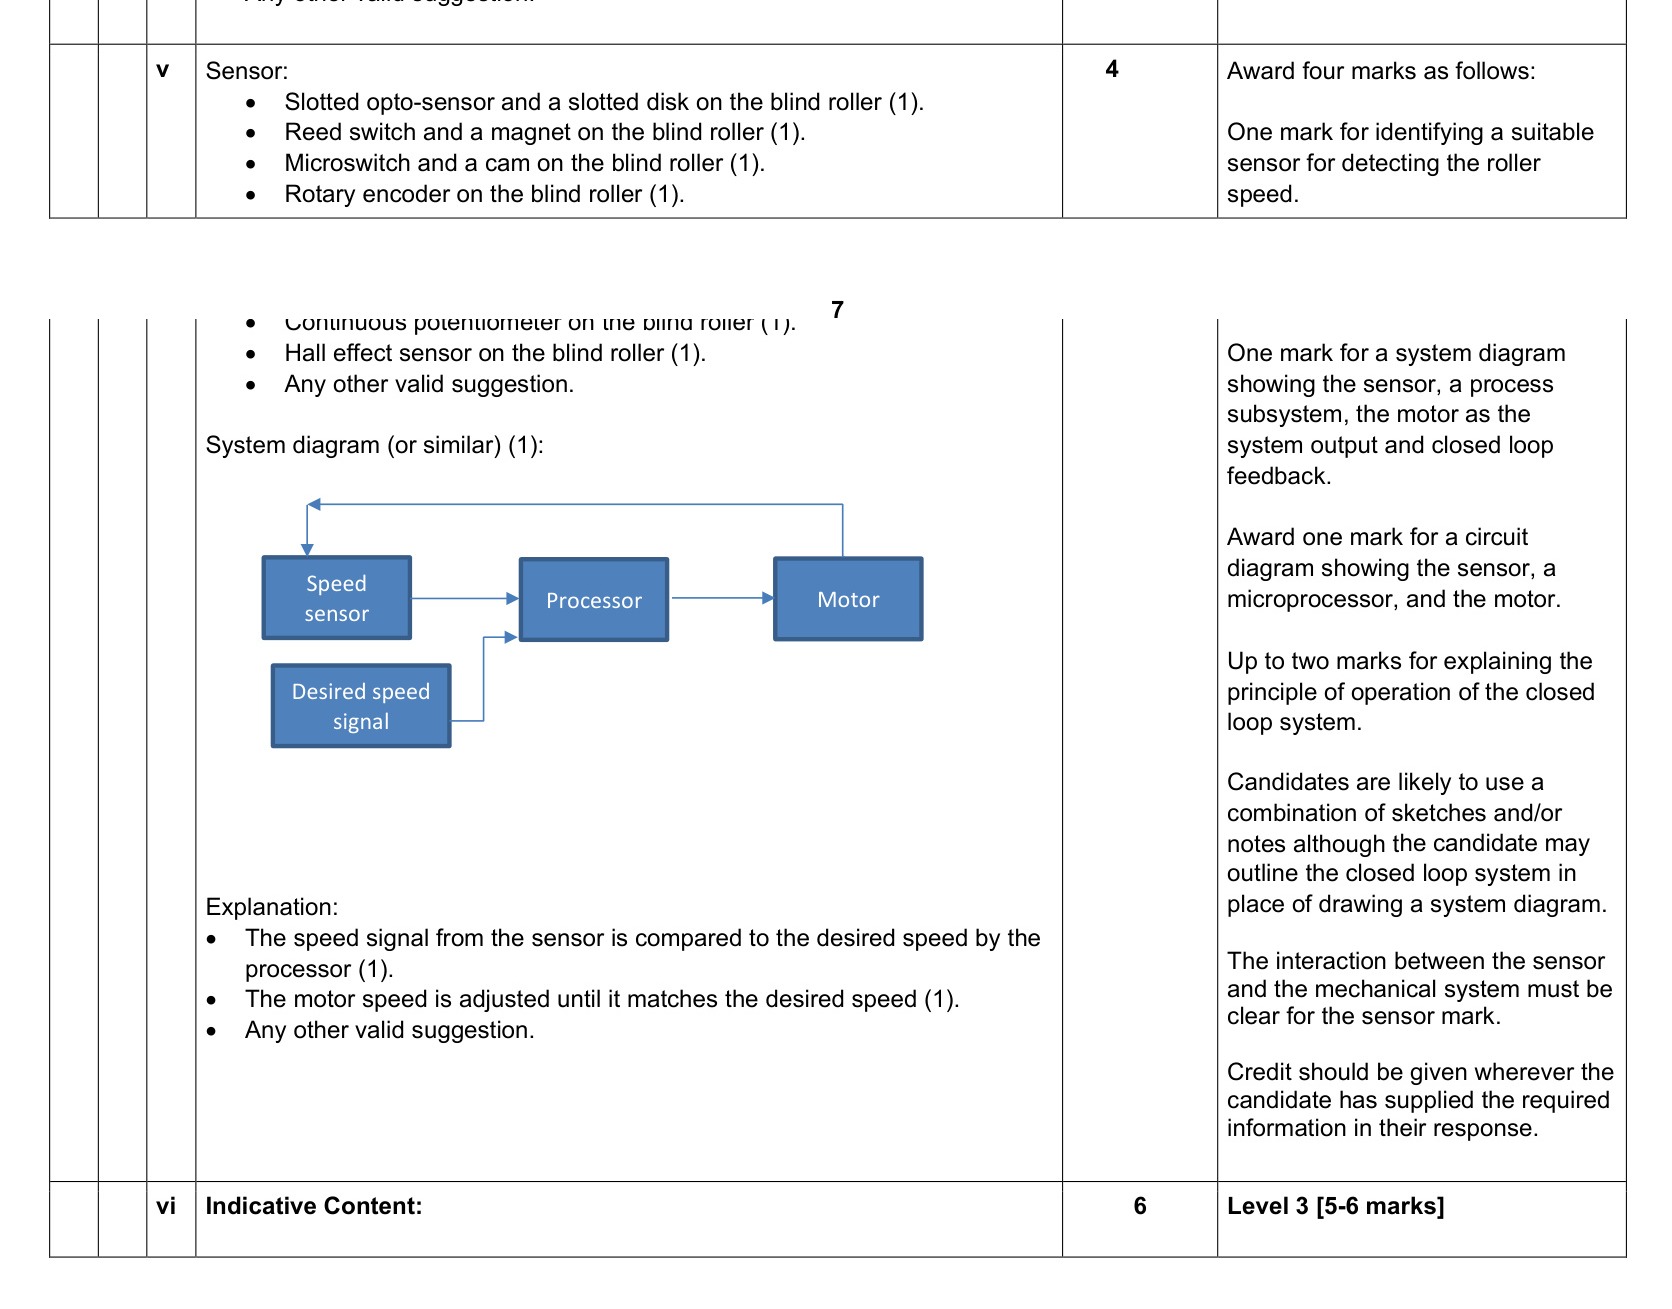 Any other valid suggestion.
v
Sensor:
• Slotted opto-sensor and a slotted disk on the blind roller (1).
• Reed switch and a magnet on the blind roller (1).
• Microswitch and a cam on the blind roller (1).
• Rotary encoder on the blind roller (1).
4
Award four marks as follows:
One mark for identifying a suitable
sensor for detecting the roller
speed.
7
• Continuous potentiometer on the blind roller (1).
• Hall effect sensor on the blind roller (1).
• Any other valid suggestion.
System diagram (or similar) (1):
Speed
sensor
Processor
Motor
Desired speed
signal
Explanation:
• The speed signal from the sensor is compared to the desired speed by the
processor (1).
• The motor speed is adjusted until it matches the desired speed (1).
• Any other valid suggestion.
One mark for a system diagram
showing the sensor, a process
subsystem, the motor as the
system output and closed loop
feedback.
Award one mark for a circuit
diagram showing the sensor, a
microprocessor, and the motor.
Up to two marks for explaining the
principle of operation of the closed
loop system.
Candidates are likely to use a
combination of sketches and/or
notes although the candidate may
outline the closed loop system in
place of drawing a system diagram.
The interaction between the sensor
and the mechanical system must be
clear for the sensor mark.
Credit should be given wherever the
candidate has supplied the required
information in their response.
vi
Indicative Content:
6
Level 3 [5-6 marks]